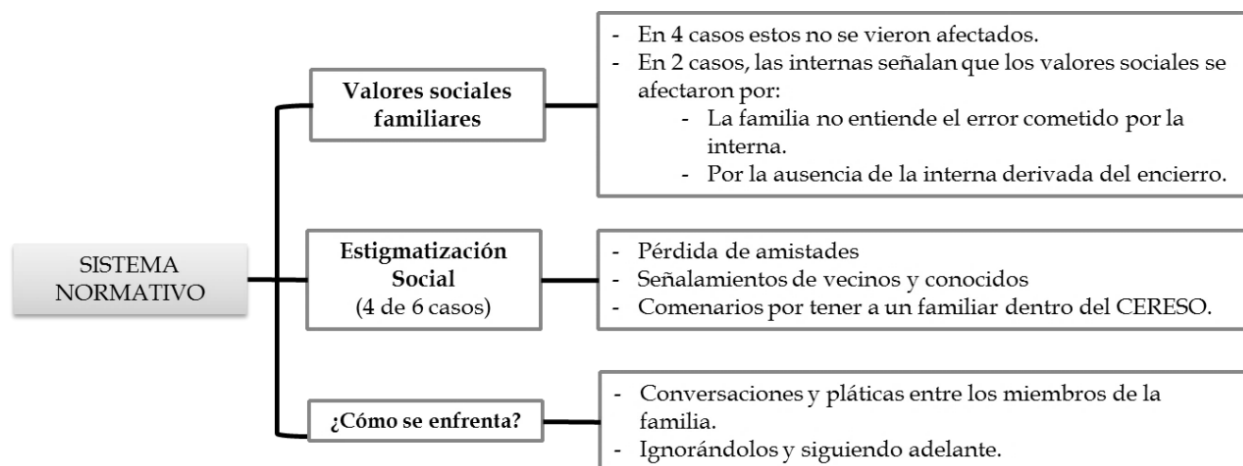 SISTEMA
NORMATIVO
Valores sociales
familiares
- En 4 casos estos no se vieron afectados.
- En 2 casos, las internas señalan que los valores sociales se
afectaron por:
- La familia no entiende el error cometido por la
interna.
- Por la ausencia de la interna derivada del encierro.
Estigmatización
Social
(4 de 6 casos)
- Pérdida de amistades
- Señalamientos de vecinos y conocidos
- Comenarios por tener a un familiar dentro del CERESO.
¿Cómo se enfrenta?
- Conversaciones y pláticas entre los miembros de la
familia.
- Ignorándolos y siguiendo adelante.